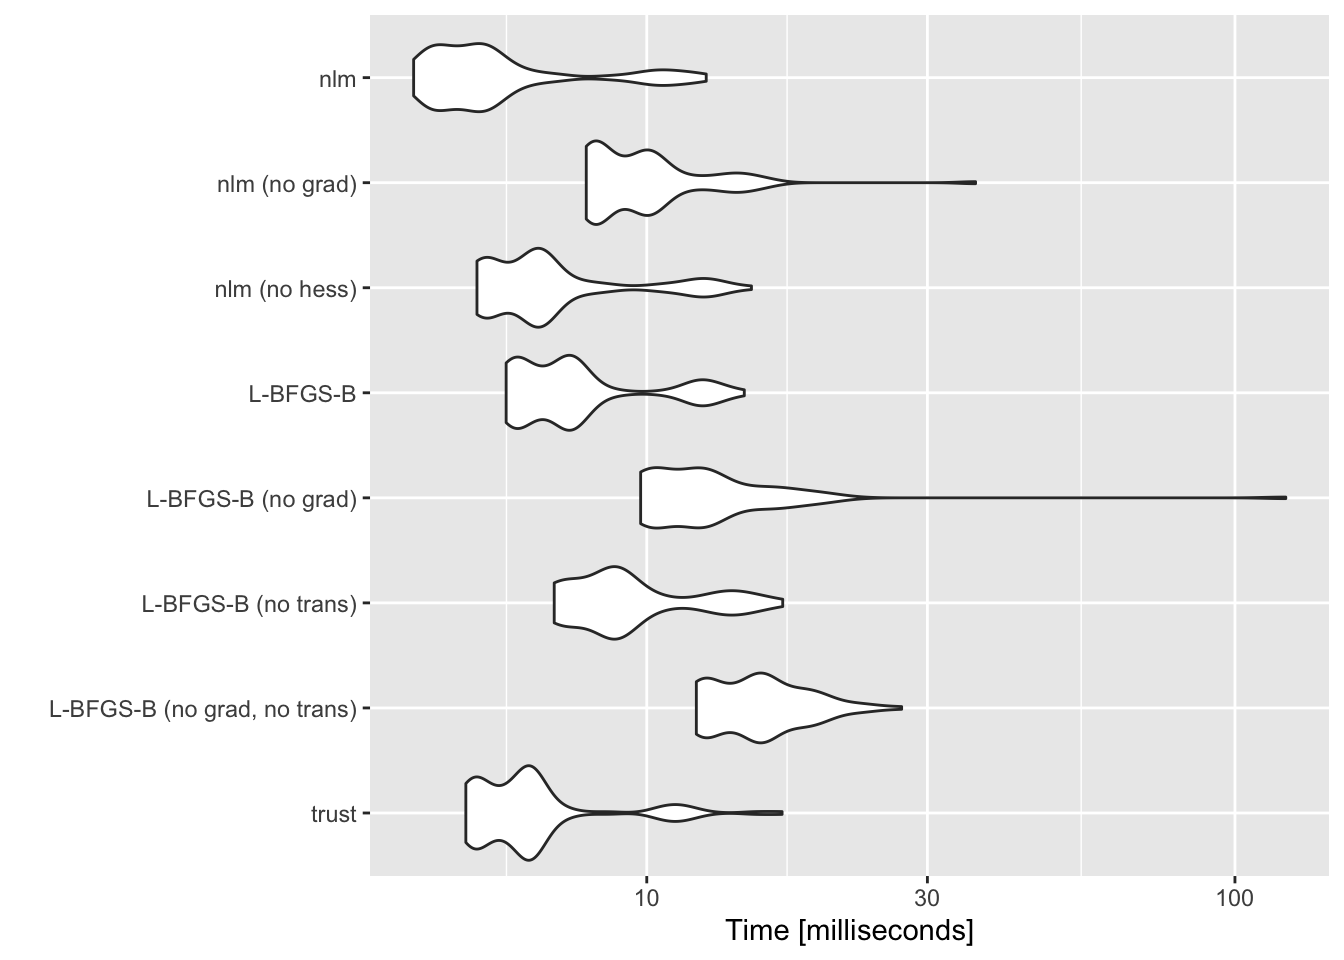 nlm
nlm (no grad)
nlm (no hess)
L-BFGS-B
L-BFGS-B (no grad)
L-BFGS-B (no trans)
L-BFGS-B (no grad, no trans)
trust
10 30 100
Time [milliseconds]